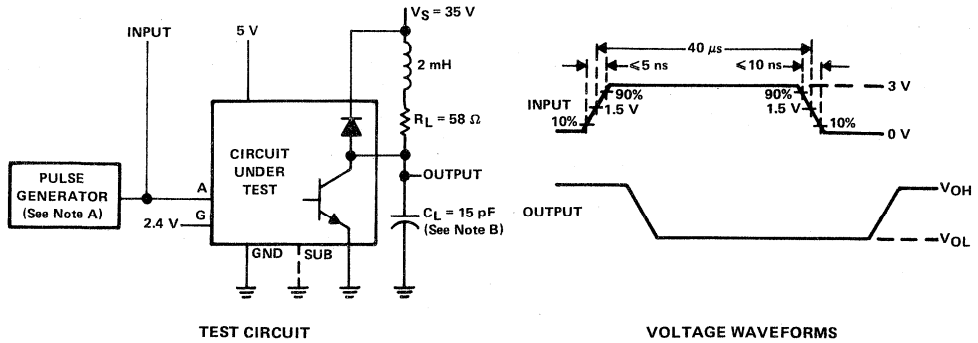 INPUT
5 V
VS = 35 V
2 mH
RL = 58 Ω
CIRCUIT
UNDER
TEST
PULSE
GENERATOR
(See Note A)
A
G
2.4 V
OUTPUT
CL = 15 pF
(See Note B)
GND
SUB
TEST CIRCUIT
40 μs
≤5 ns
≤10 ns
INPUT
10%
90%
1.5 V
90%
1.5 V
10%
3 V
0 V
OUTPUT
VOH
VOL
VOLTAGE WAVEFORMS